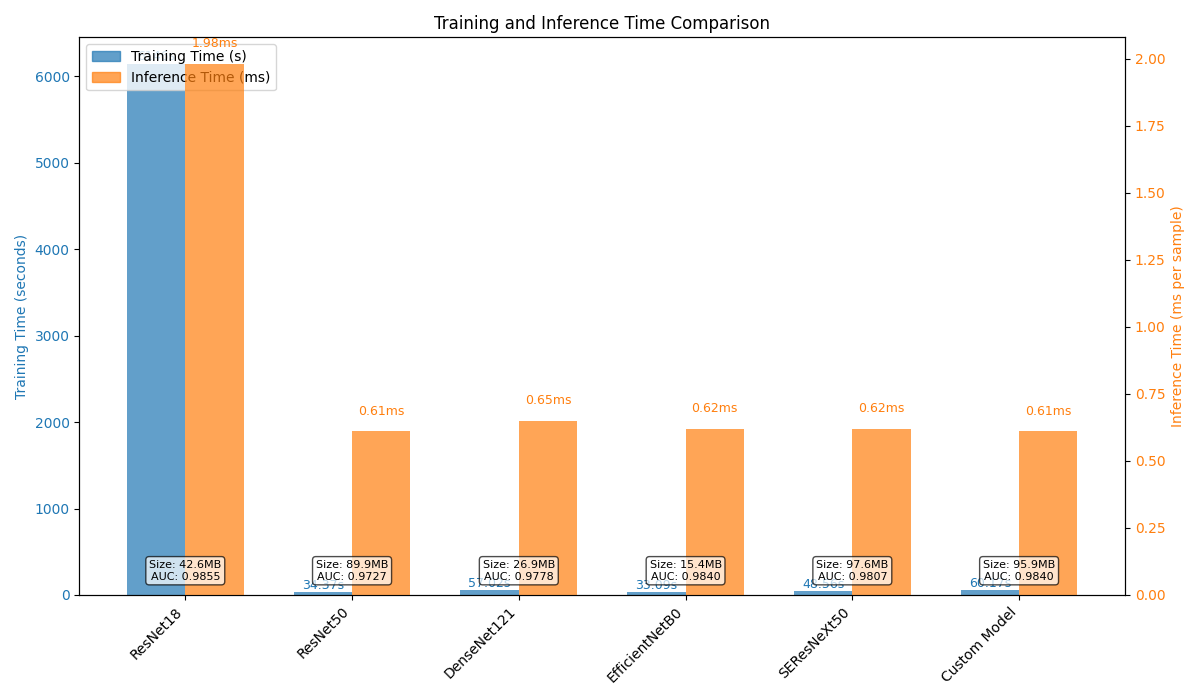 Training and Inference Time Comparison
1.98ms
Training Time (s)
Inference Time (ms)
Training Time (seconds)
6000
5000
4000
3000
2000
1000
0
0.61ms
0.65ms
0.62ms
0.62ms
0.61ms
Size: 42.6MB
AUC: 0.9855
Size: 89.9MB
AUC: 0.9727
Size: 26.9MB
AUC: 0.9778
Size: 15.4MB
AUC: 0.9840
Size: 97.6MB
AUC: 0.9807
Size: 95.9MB
AUC: 0.9840
ResNet18
ResNet50
DenseNet121
EfficientNetB0
SEResNeXt50
Custom Model
2.00
1.75
1.50
1.25
1.00
0.75
0.50
0.25
0.00
Inference Time (ms per sample)